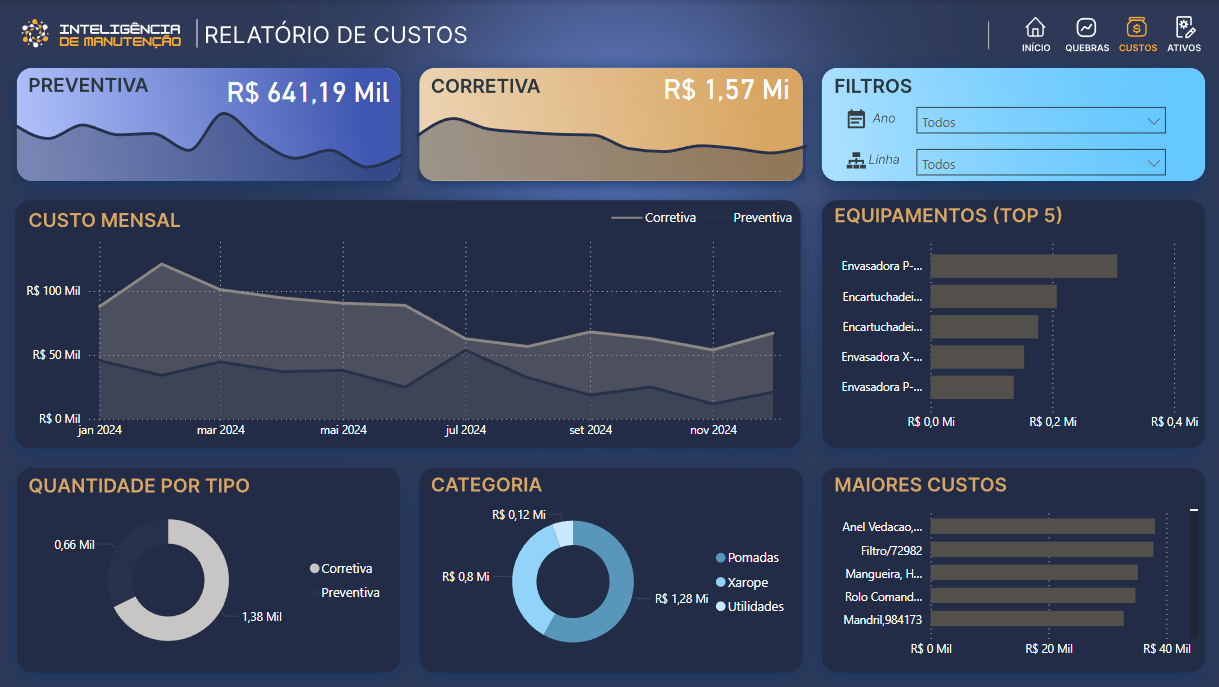 INTELIGÊNCIA
DE MANUTENÇÃO
RELATÓRIO DE CUSTOS
INÍCIO
QUEBRAS
CUSTOS
ATIVOS
PREVENTIVA
R$ 641,19 Mil
CORRETIVA
R$ 1,57 Mi
FILTROS
Ano
Todos
Linha
Todos
CUSTO MENSAL
Corretiva
Preventiva
R$ 100 Mil
R$ 50 Mil
R$ 0 Mil
jan 2024
mar 2024
mai 2024
jul 2024
set 2024
nov 2024
EQUIPAMENTOS (TOP 5)
Envasadora P-...
Encartuchadei...
Encartuchadei...
Envasadora X-...
Envasadora P-...
R$ 0,0 Mi
R$ 0,2 Mi
R$ 0,4 Mi
QUANTIDADE POR TIPO
0,66 Mil
1,38 Mil
Corretiva
Preventiva
CATEGORIA
R$ 0,12 Mi
R$ 0,8 Mi
R$ 1,28 Mi
Pomadas
Xarope
Utilidades
MAIORES CUSTOS
Anel Vedacao,...
Filtro/72982
Mangueira, H...
Rolo Comand...
Mandril,984173
R$ 0 Mil
R$ 20 Mil
R$ 40 Mil